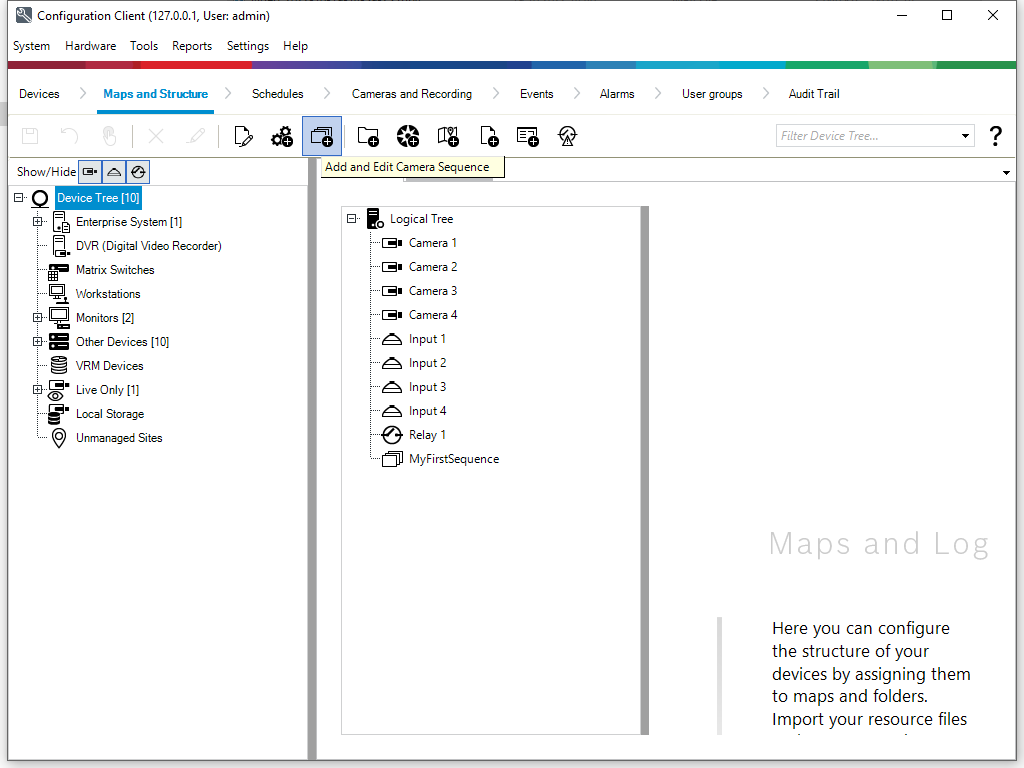 Configuration Client (127.0.0.1, User: admin)
System Hardware Tools Reports Settings Help
Devices Maps and Structure Schedules Cameras and Recording Events Alarms User groups Audit Trail
Filter Device Tree... ?
Show/Hide
Add and Edit Camera Sequence
Device Tree [10]
Enterprise System [1]
DVR (Digital Video Recorder)
Matrix Switches
Workstations
Monitors [2]
Other Devices [10]
VRM Devices
Live Only [1]
Local Storage
Unmanaged Sites
Logical Tree
Camera 1
Camera 2
Camera 3
Camera 4
Input 1
Input 2
Input 3
Input 4
Relay 1
MyFirstSequence
Maps and Log
Here you can configure
the structure of your
devices by assigning them
to maps and folders.
Import your resource files